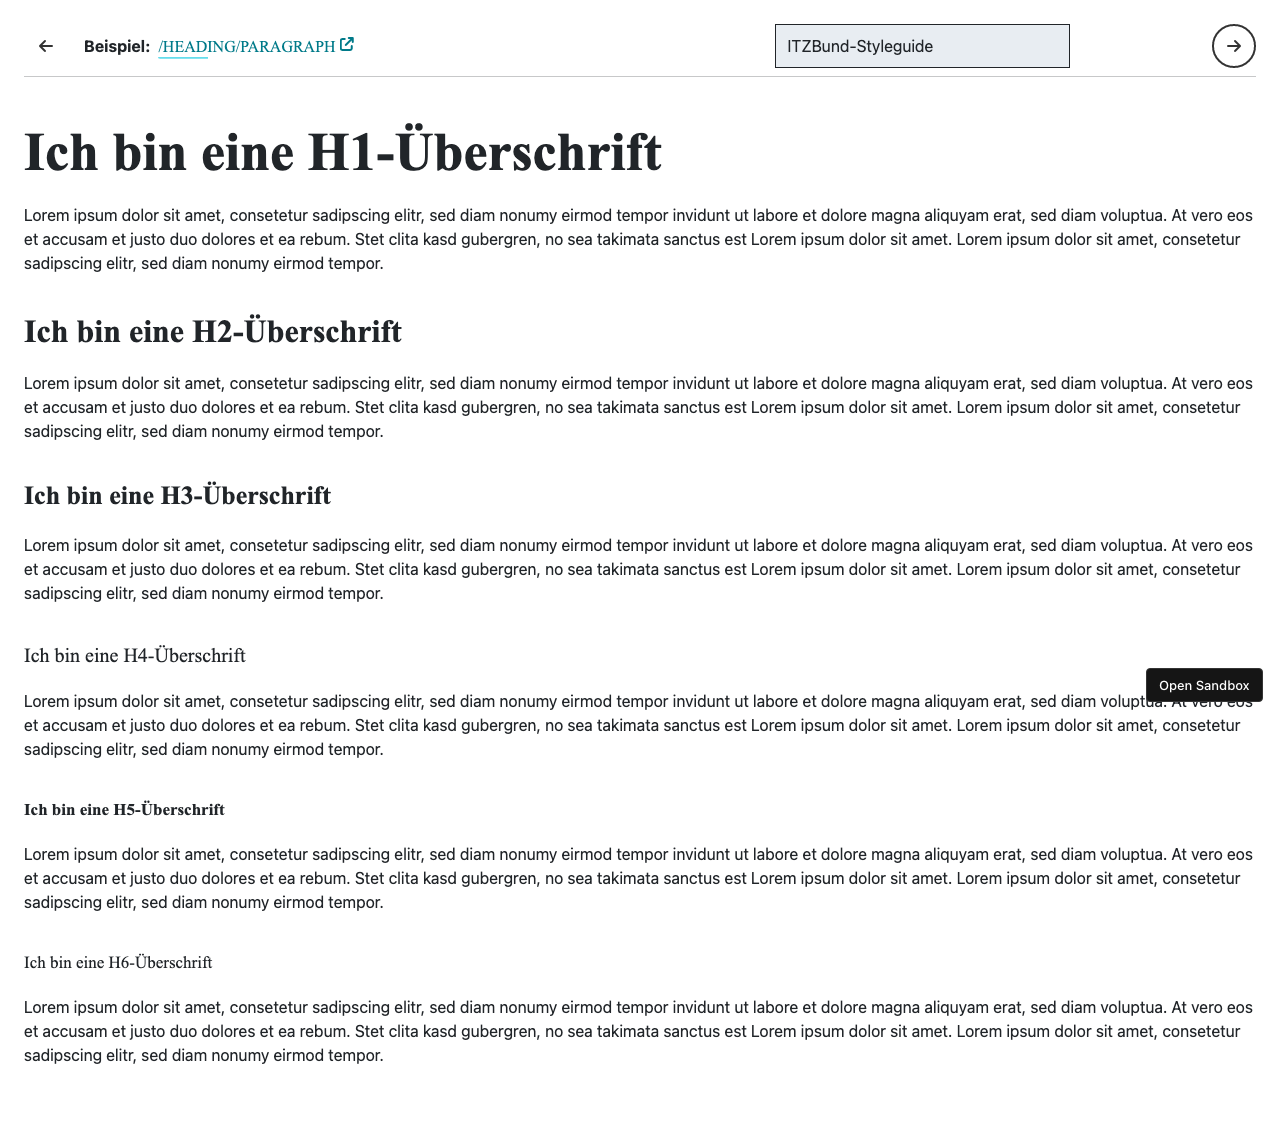 Beispiel: /HEADING/PARAGRAPH
ITZBund-Styleguide
Ich bin eine H1-Überschrift
Lorem ipsum dolor sit amet, consetetur sadipscing elitr, sed diam nonumy eirmod tempor invidunt ut labore et dolore magna aliquyam erat, sed diam voluptua. At vero eos
et accusam et justo duo dolores et ea rebum. Stet clita kasd gubergren, no sea takimata sanctus est Lorem ipsum dolor sit amet. Lorem ipsum dolor sit amet, consetetur
sadipscing elitr, sed diam nonumy eirmod tempor.
Ich bin eine H2-Überschrift
Lorem ipsum dolor sit amet, consetetur sadipscing elitr, sed diam nonumy eirmod tempor invidunt ut labore et dolore magna aliquyam erat, sed diam voluptua. At vero eos
et accusam et justo duo dolores et ea rebum. Stet clita kasd gubergren, no sea takimata sanctus est Lorem ipsum dolor sit amet. Lorem ipsum dolor sit amet, consetetur
sadipscing elitr, sed diam nonumy eirmod tempor.
Ich bin eine H3-Überschrift
Lorem ipsum dolor sit amet, consetetur sadipscing elitr, sed diam nonumy eirmod tempor invidunt ut labore et dolore magna aliquyam erat, sed diam voluptua. At vero eos
et accusam et justo duo dolores et ea rebum. Stet clita kasd gubergren, no sea takimata sanctus est Lorem ipsum dolor sit amet. Lorem ipsum dolor sit amet, consetetur
sadipscing elitr, sed diam nonumy eirmod tempor.
Ich bin eine H4-Überschrift
Open Sandbox
Lorem ipsum dolor sit amet, consetetur sadipscing elitr, sed diam nonumy eirmod tempor invidunt ut labore et dolore magna aliquyam erat, sed diam voluptua. At vero eos
et accusam et justo duo dolores et ea rebum. Stet clita kasd gubergren, no sea takimata sanctus est Lorem ipsum dolor sit amet. Lorem ipsum dolor sit amet, consetetur
sadipscing elitr, sed diam nonumy eirmod tempor.
Ich bin eine H5-Überschrift
Lorem ipsum dolor sit amet, consetetur sadipscing elitr, sed diam nonumy eirmod tempor invidunt ut labore et dolore magna aliquyam erat, sed diam voluptua. At vero eos
et accusam et justo duo dolores et ea rebum. Stet clita kasd gubergren, no sea takimata sanctus est Lorem ipsum dolor sit amet. Lorem ipsum dolor sit amet, consetetur
sadipscing elitr, sed diam nonumy eirmod tempor.
Ich bin eine H6-Überschrift
Lorem ipsum dolor sit amet, consetetur sadipscing elitr, sed diam nonumy eirmod tempor invidunt ut labore et dolore magna aliquyam erat, sed diam voluptua. At vero eos
et accusam et justo duo dolores et ea rebum. Stet clita kasd gubergren, no sea takimata sanctus est Lorem ipsum dolor sit amet. Lorem ipsum dolor sit amet, consetetur
sadipscing elitr, sed diam nonumy eirmod tempor.